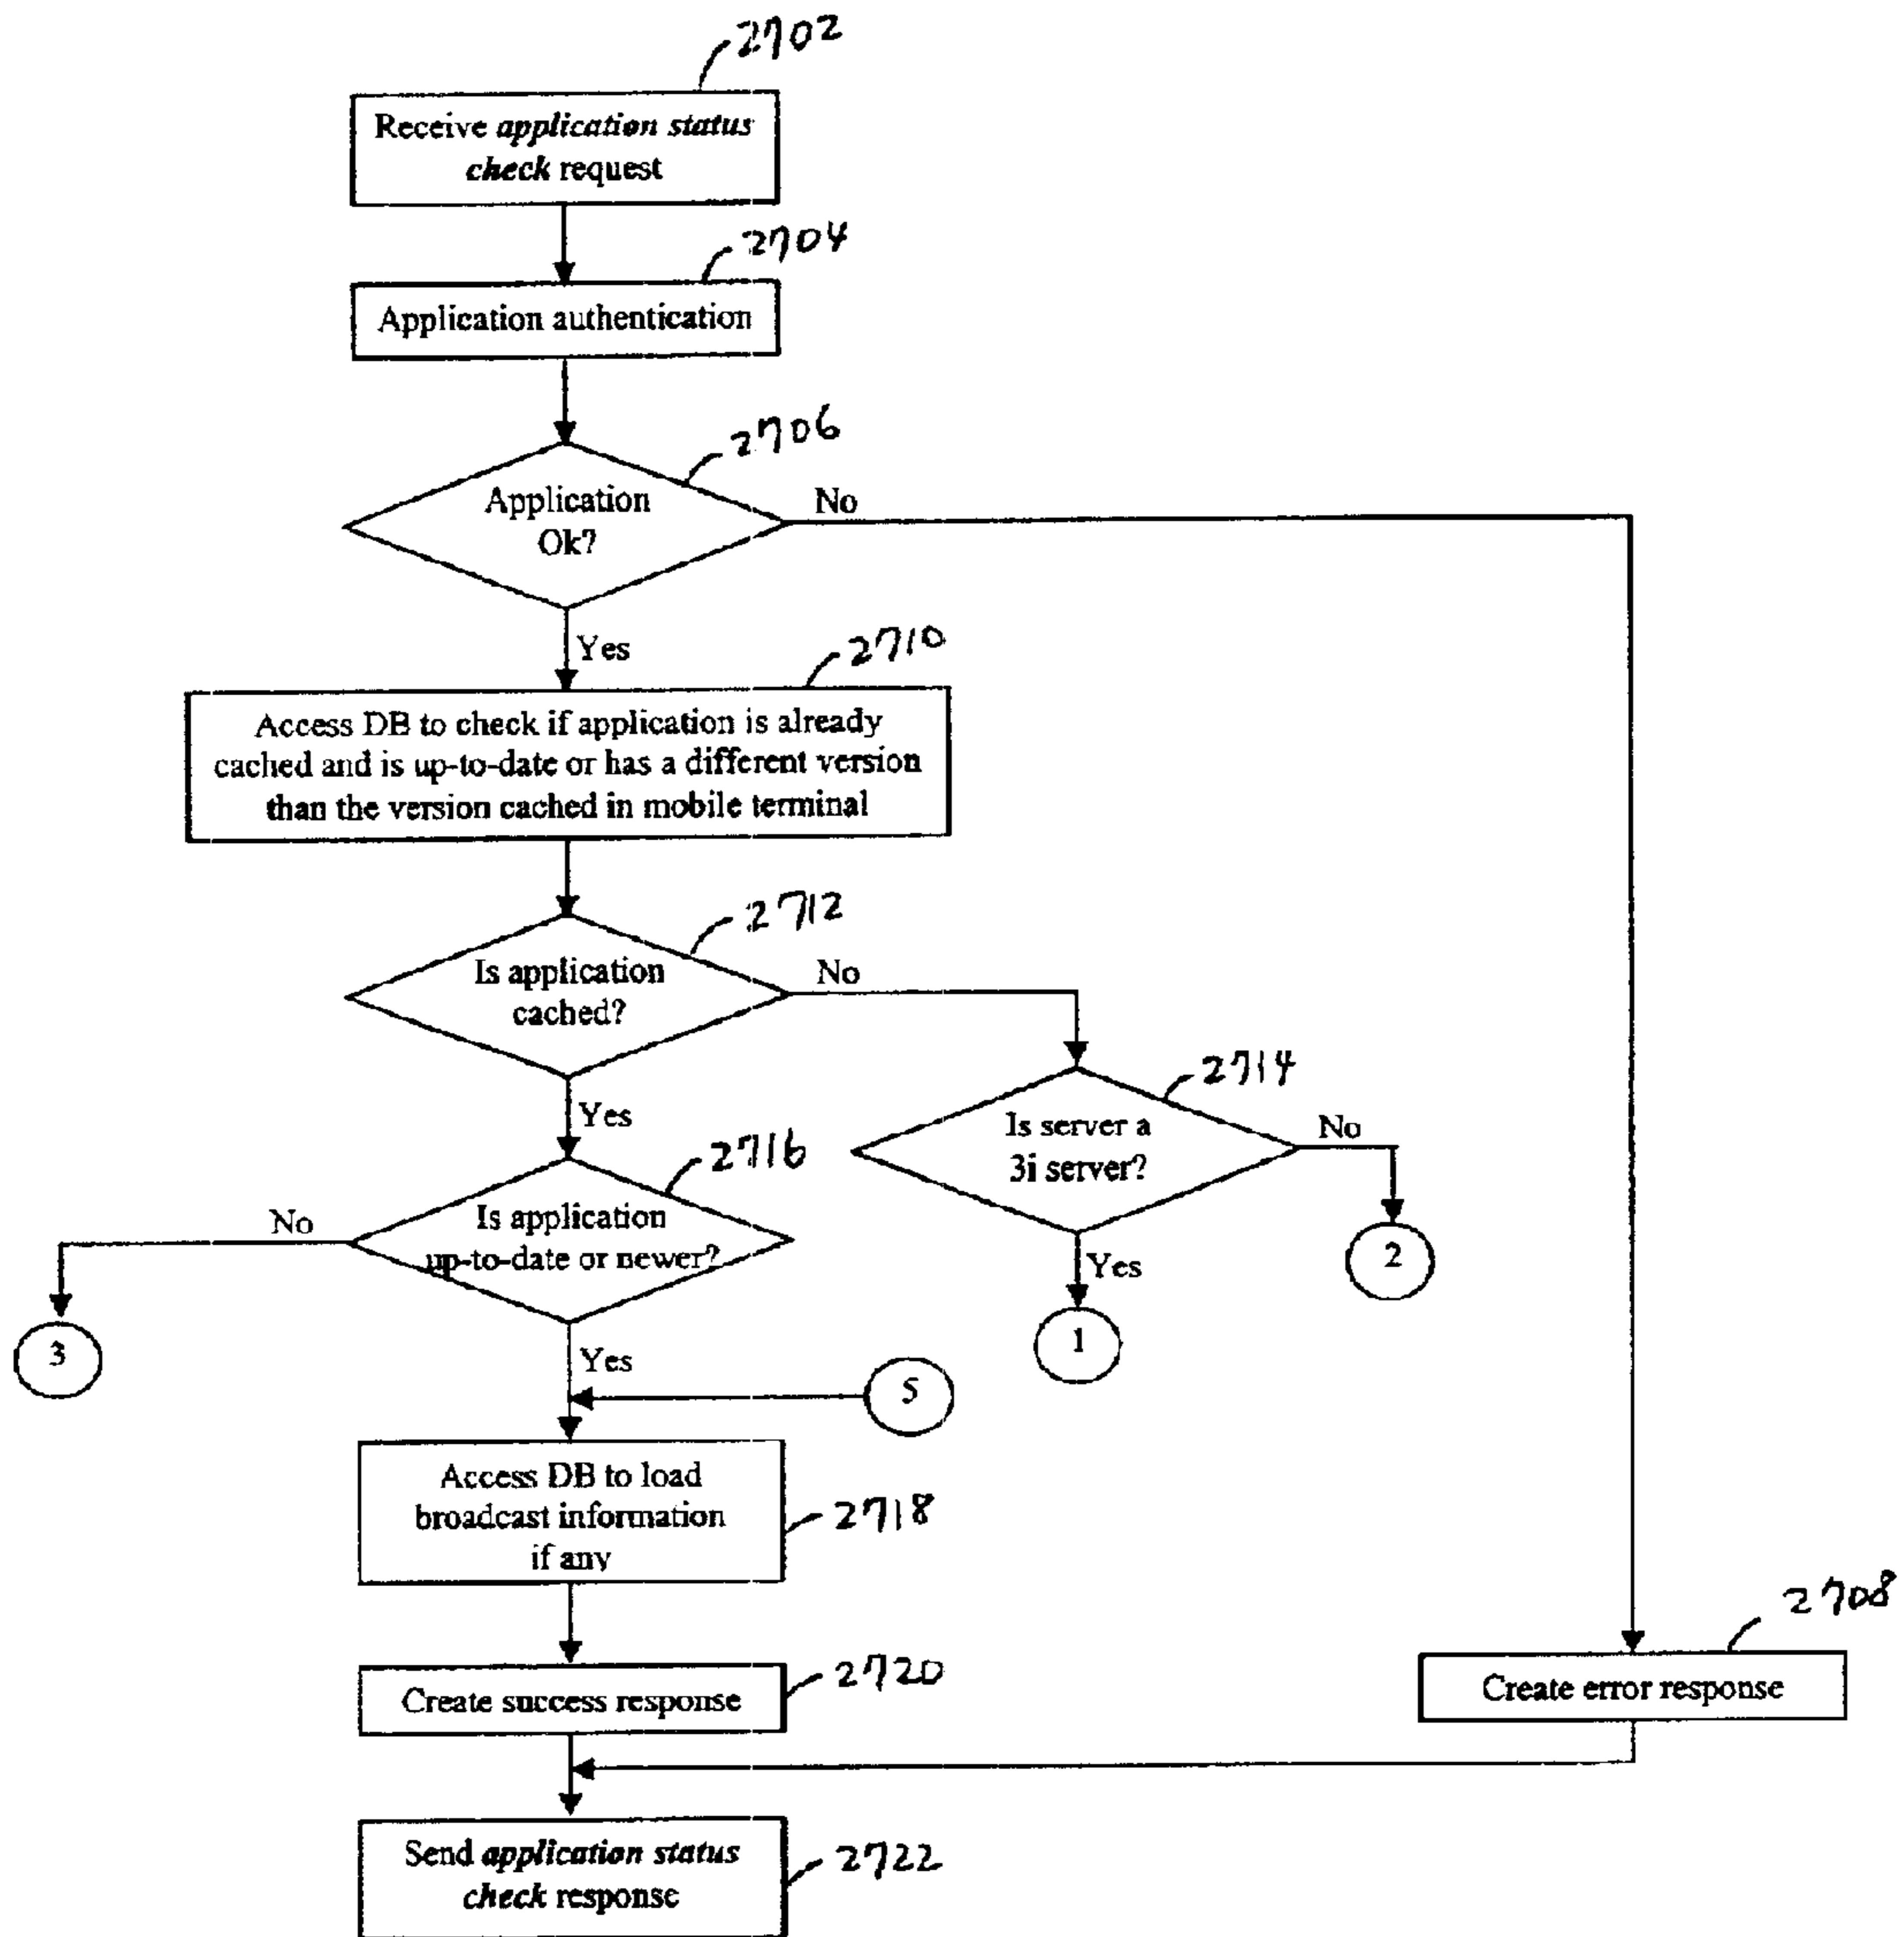 2702
Receive application status
check request
2704
Application authentication
2706
Application
Ok?
No
Yes
2710
Access DB to check if application is already
cached and is up-to-date or has a different version
than the version cached in mobile terminal
2712
Is application
cached?
No
Yes
2714
Is server a
3i server?
No
2
Yes
1
2716
Is application
up-to-date or newer?
No
3
Yes
5
Access DB to load
broadcast information
if any
2718
2708
Create error response
Create success response
2720
Send application status
check response
2722